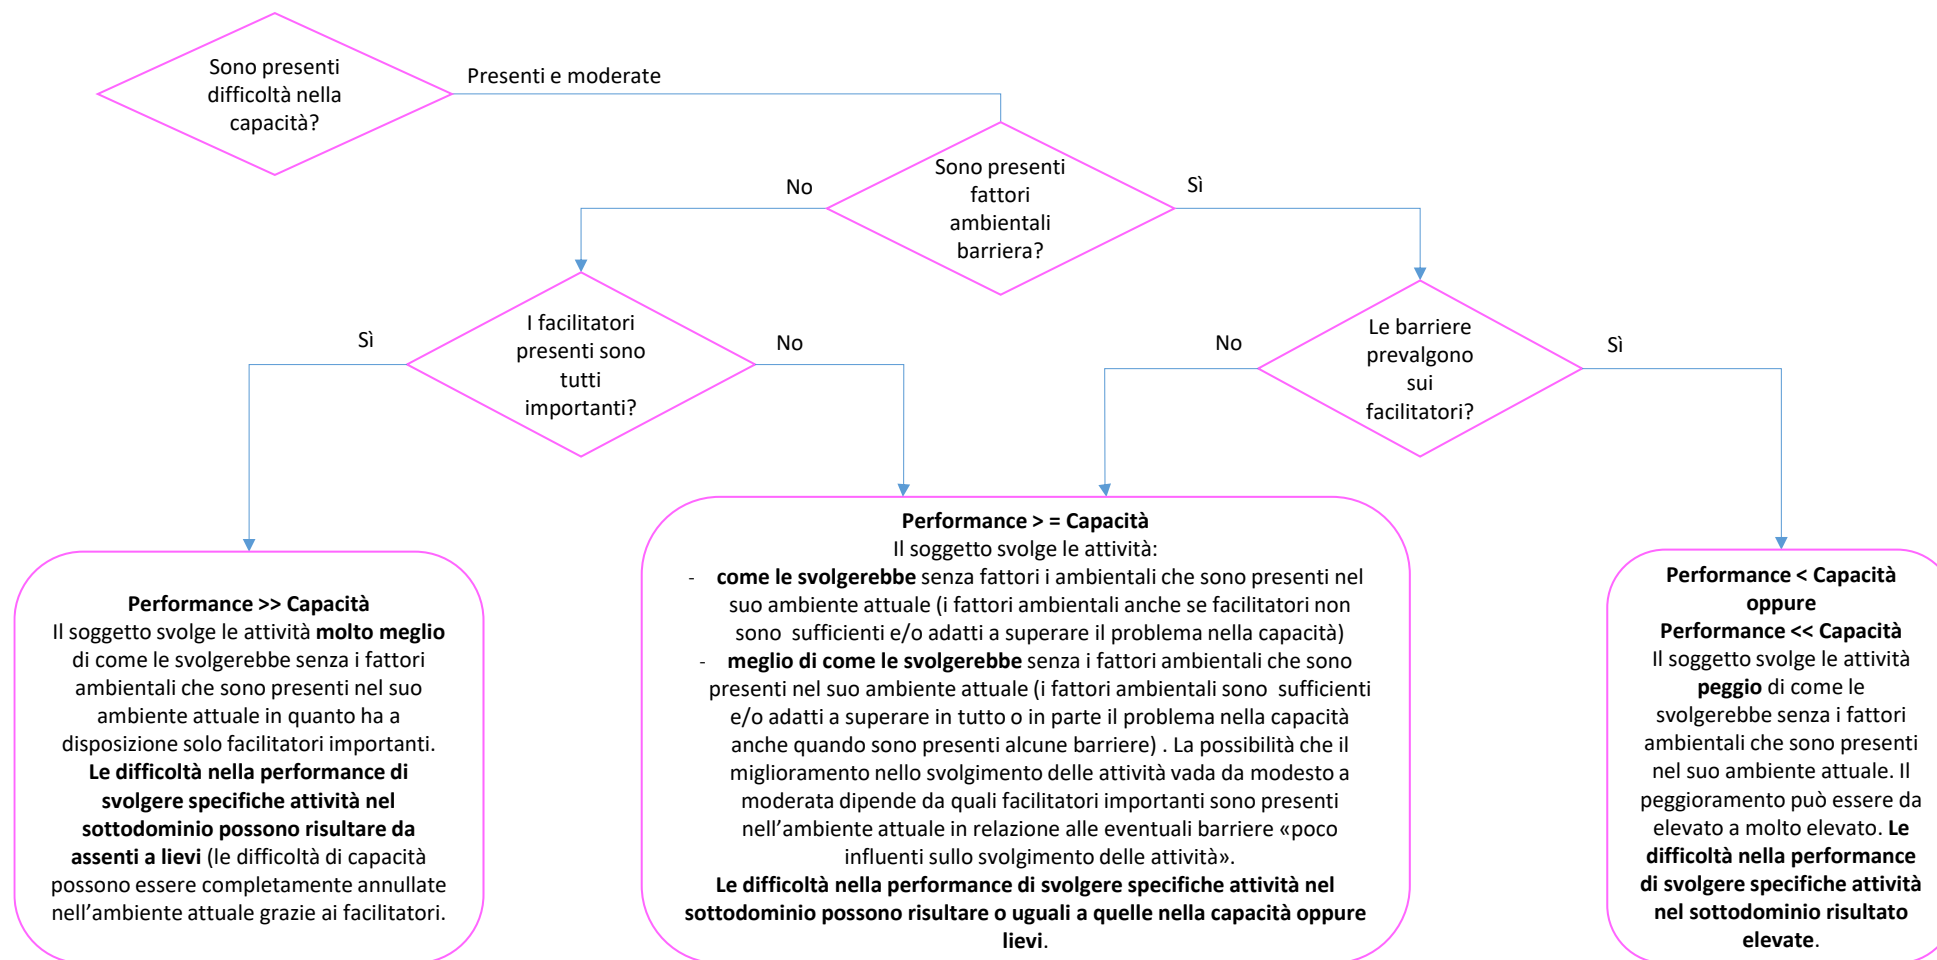 Sono presenti
difficoltà nella
capacità?
Presenti e moderate
Sono presenti
fattori
ambientali
barriera?
No
Sì
I facilitatori
presenti sono
tutti
importanti?
Sì
No
Le barriere
prevalgono
sui
facilitatori?
No
Sì
Performance >> Capacità
Il soggetto svolge le attività molto meglio
di come le svolgerebbe senza i fattori
ambientali che sono presenti nel suo
ambiente attuale in quanto ha a
disposizione solo facilitatori importanti.
Le difficoltà nella performance di
svolgere specifiche attività nel
sottodominio possono risultare da
assenti a lievi (le difficoltà di capacità
possono essere completamente annullate
nell’ambiente attuale grazie ai facilitatori.
Performance > = Capacità
Il soggetto svolge le attività:
- come le svolgerebbe senza fattori i ambientali che sono presenti nel
suo ambiente attuale (i fattori ambientali anche se facilitatori non
sono sufficienti e/o adatti a superare il problema nella capacità)
- meglio di come le svolgerebbe senza i fattori ambientali che sono
presenti nel suo ambiente attuale (i fattori ambientali sono sufficienti
e/o adatti a superare in tutto o in parte il problema nella capacità
anche quando sono presenti alcune barriere) . La possibilità che il
miglioramento nello svolgimento delle attività vada da modesto a
moderata dipende da quali facilitatori importanti sono presenti
nell’ambiente attuale in relazione alle eventuali barriere «poco
influenti sullo svolgimento delle attività».
Le difficoltà nella performance di svolgere specifiche attività nel
sottodominio possono risultare o uguali a quelle nella capacità oppure
lievi.
Performance < Capacità
oppure
Performance << Capacità
Il soggetto svolge le attività
peggio di come le
svolgerebbe senza i fattori
ambientali che sono presenti
nel suo ambiente attuale. Il
peggioramento può essere da
elevato a molto elevato. Le
difficoltà nella performance
di svolgere specifiche attività
nel sottodominio risultato
elevate.